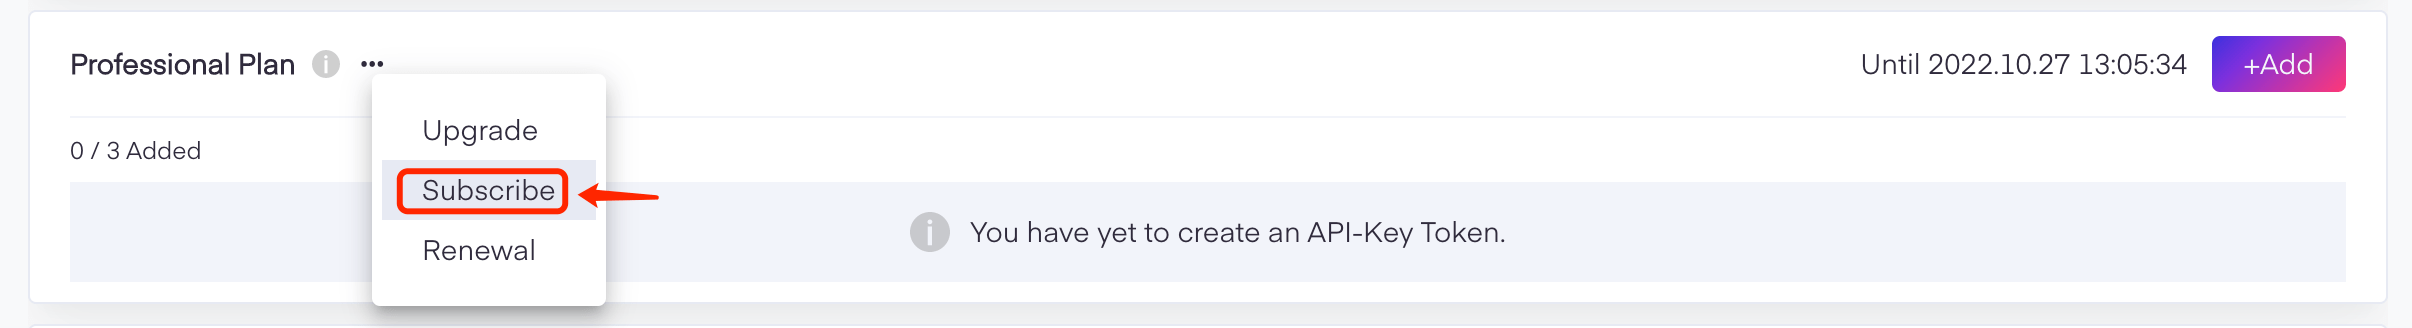 Professional Plan i ••• Until 2022.10.27 13:05:34 +Add
Upgrade
0 / 3 Added
Subscribe
i You have yet to create an API-Key Token.
Renewal